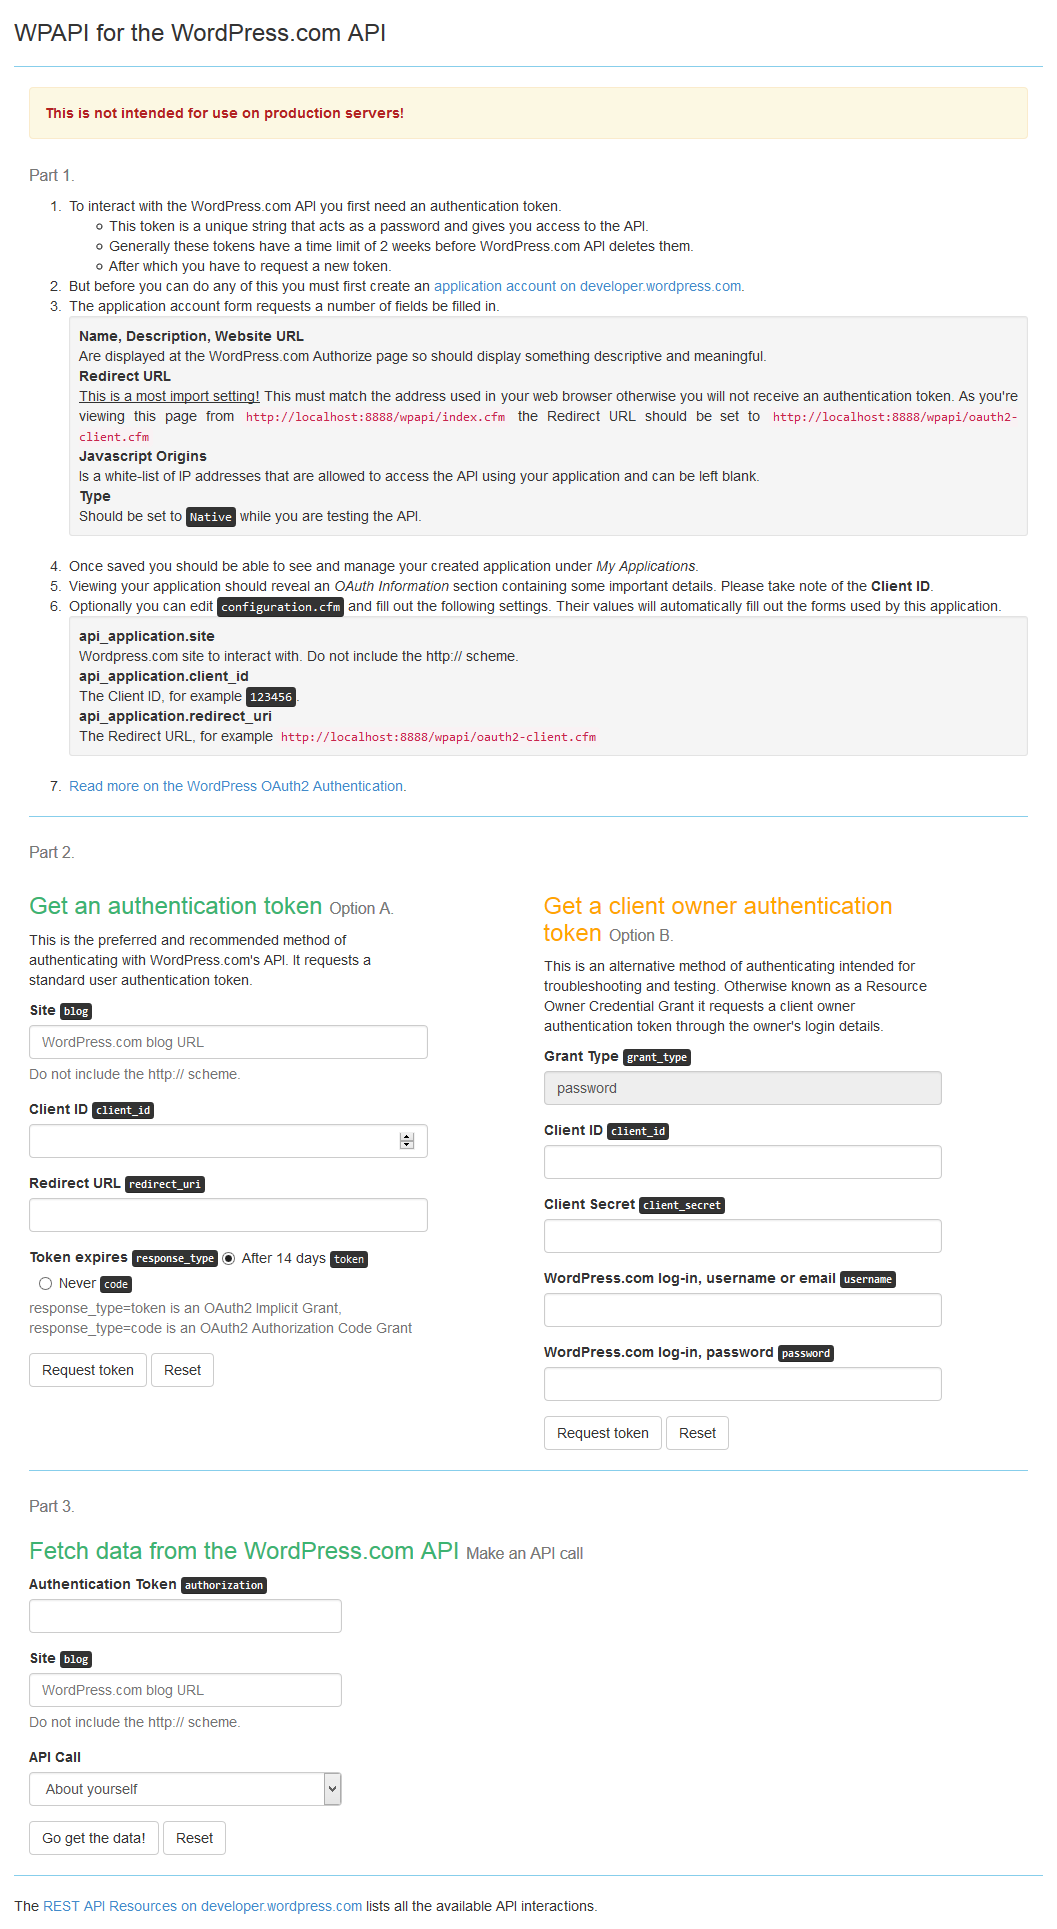 WPAPI for the WordPress.com API
This is not intended for use on production servers!
Part 1.
1. To interact with the WordPress.com API you first need an authentication token.
This token is a unique string that acts as a password and gives you access to the API.
Generally these tokens have a time limit of 2 weeks before WordPress.com API deletes them.
After which you have to request a new token.
2. But before you can do any of this you must first create an application account on developer.wordpress.com.
3. The application account form requests a number of fields be filled in.
Name, Description, Website URL
Are displayed at the WordPress.com Authorize page so should display something descriptive and meaningful.
Redirect URL
This is a most import setting! This must match the address used in your web browser otherwise you will not receive an authentication token. As you're
viewing this page from http://localhost:8888/wpapi/index.cfm the Redirect URL should be set to http://localhost:8888/wpapi/oauth2-
client.cfm
Javascript Origins
Is a white-list of IP addresses that are allowed to access the API using your application and can be left blank.
Type
Should be set to Native while you are testing the API.
4. Once saved you should be able to see and manage your created application under My Applications.
5. Viewing your application should reveal an OAuth Information section containing some important details. Please take note of the Client ID.
6. Optionally you can edit configuration.cfm and fill out the following settings. Their values will automatically fill out the forms used by this application.
api_application.site
Wordpress.com site to interact with. Do not include the http:// scheme.
api_application.client_id
The Client ID, for example 123456.
api_application.redirect_uri
The Redirect URL, for example http://localhost:8888/wpapi/oauth2-client.cfm
7. Read more on the WordPress OAuth2 Authentication.
Part 2.
Get an authentication token Option A.
This is the preferred and recommended method of
authenticating with WordPress.com's API. It requests a
standard user authentication token.
Site blog
WordPress.com blog URL
Do not include the http:// scheme.
Client ID client_id
Redirect URL redirect_uri
Token expires response_type After 14 days token
Never code
response_type=token is an OAuth2 Implicit Grant,
response_type=code is an OAuth2 Authorization Code Grant
Request token Reset
Get a client owner authentication
token Option B.
This is an alternative method of authenticating intended for
troubleshooting and testing. Otherwise known as a Resource
Owner Credential Grant it requests a client owner
authentication token through the owner's login details.
Grant Type grant_type
password
Client ID client_id
Client Secret client_secret
WordPress.com log-in, username or email username
WordPress.com log-in, password password
Request token Reset
Part 3.
Fetch data from the WordPress.com API Make an API call
Authentication Token authorization
Site blog
WordPress.com blog URL
Do not include the http:// scheme.
API Call
About yourself
Go get the data! Reset
The REST API Resources on developer.wordpress.com lists all the available API interactions.